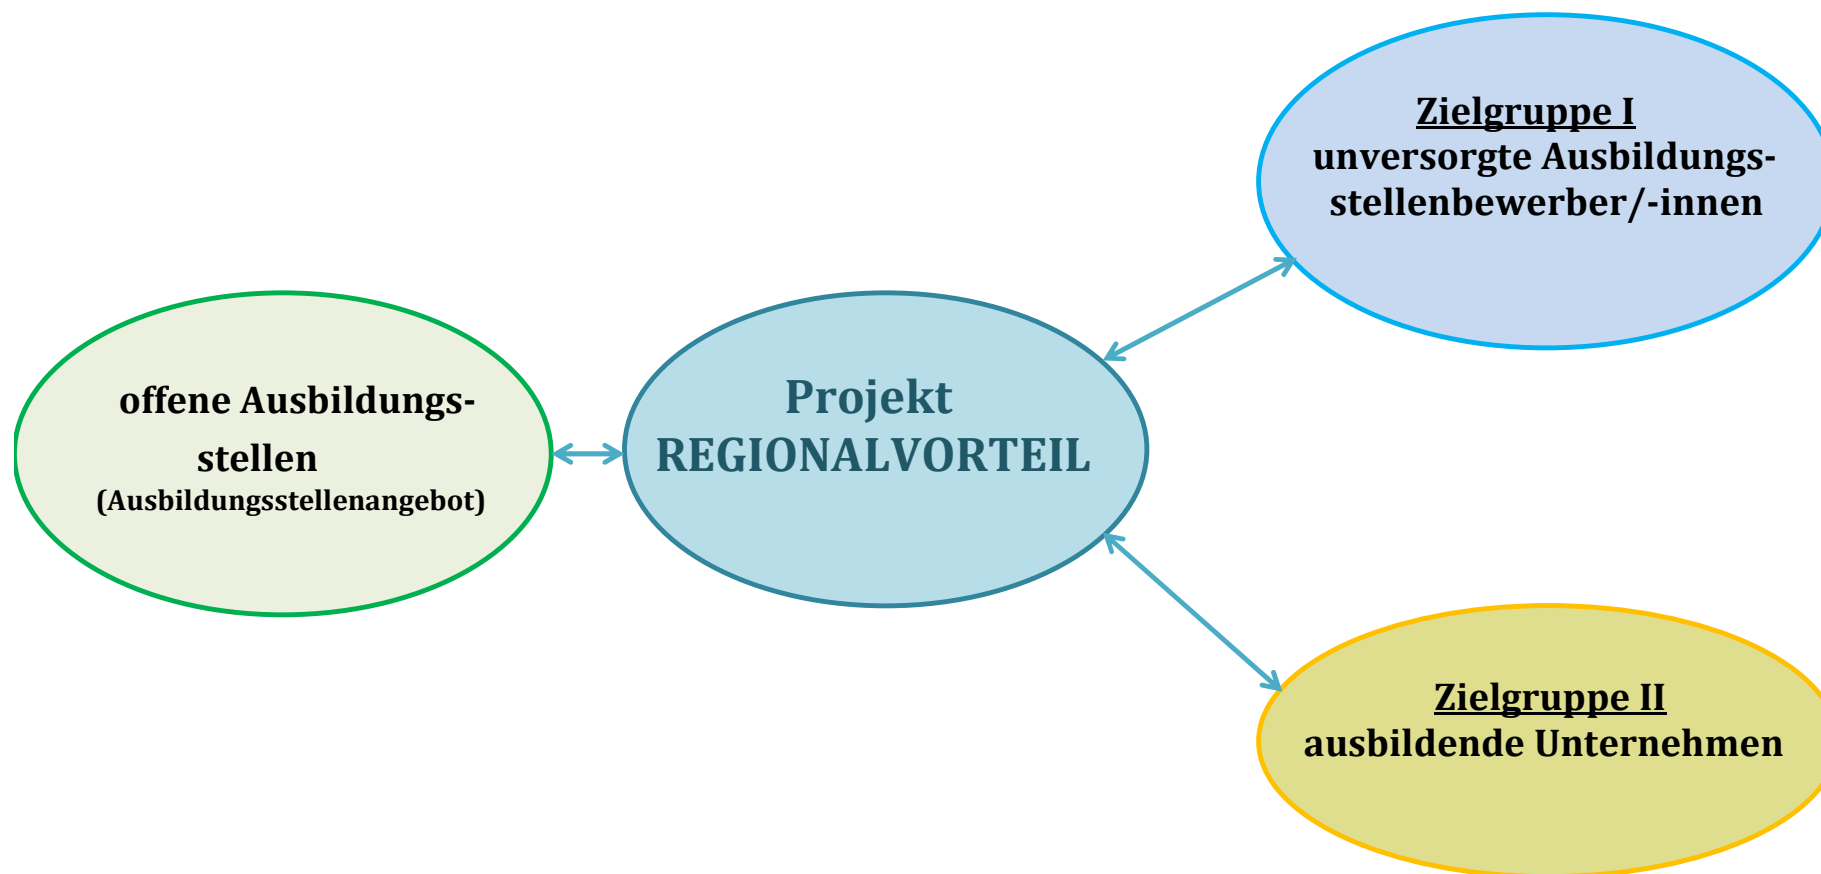 Zielgruppe I
unversorgte Ausbildungs-
stellenbewerber/-innen
offene Ausbildungs-
stellen
(Ausbildungsstellenangebot)
Projekt
REGIONALVORTEIL
Zielgruppe II
ausbildende Unternehmen